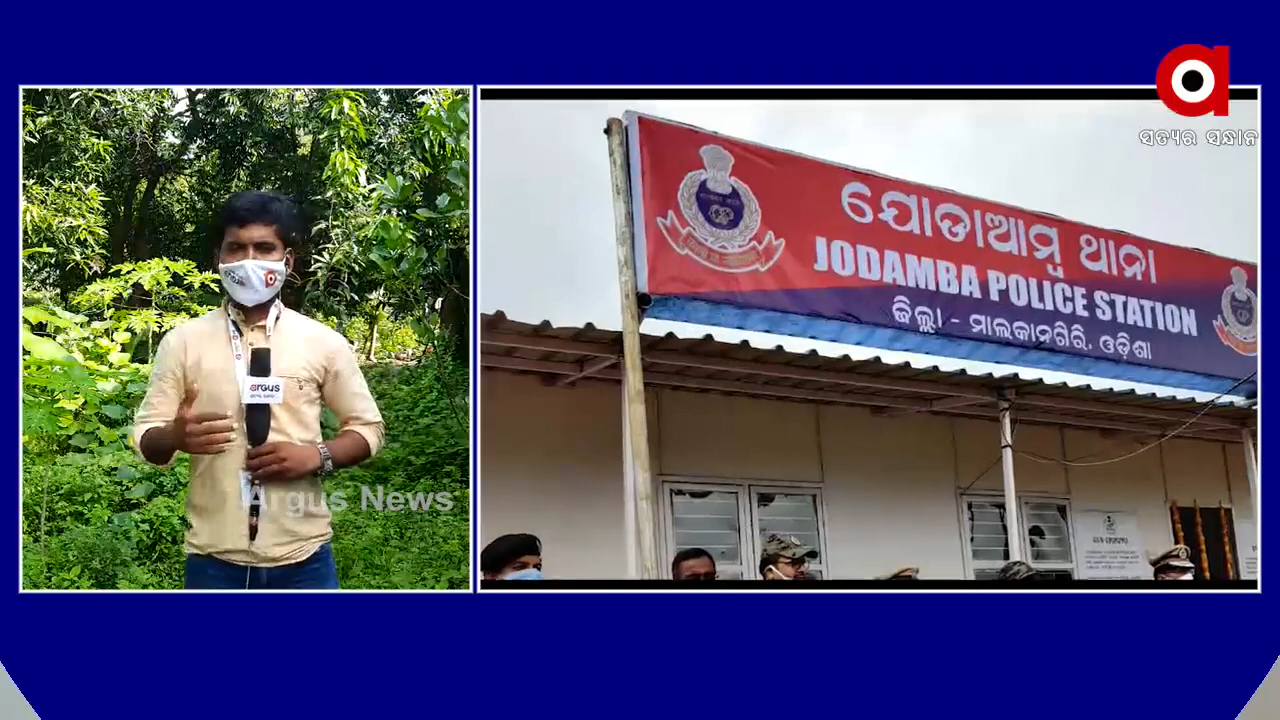 ସତ୍ୟର ସନ୍ଧାନ
ଯୋଡାଆମ୍ବ ଥାନା
JODAMBA POLICE STATION
ଜିଲ୍ଲା - ମାଲକାନଗିରି, ଓଡ଼ିଶା
argus
Argus News